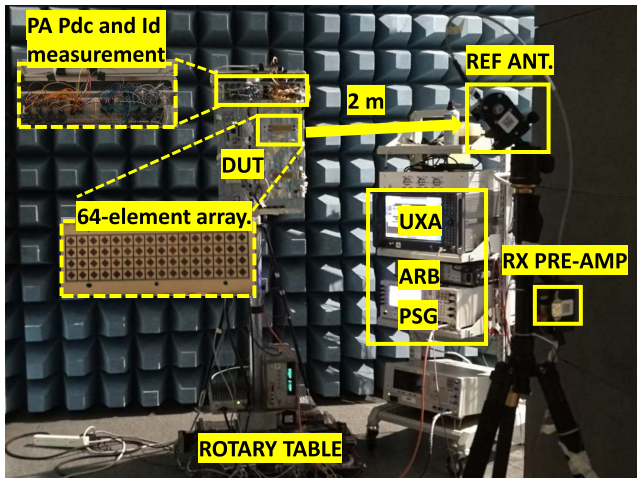 PA Pdc and Id
measurement
REF ANT.
2 m
DUT
64-element array.
UXA
RX PRE-AMP
ARB
PSG
ROTARY TABLE